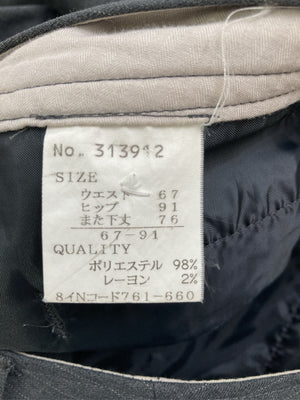 No. 313912
SIZE
ウエスト 67
ヒップ 91
また下丈 76
67-91
QUALITY
ポリエステル 98%
レーヨン 2%
8インコード761-660